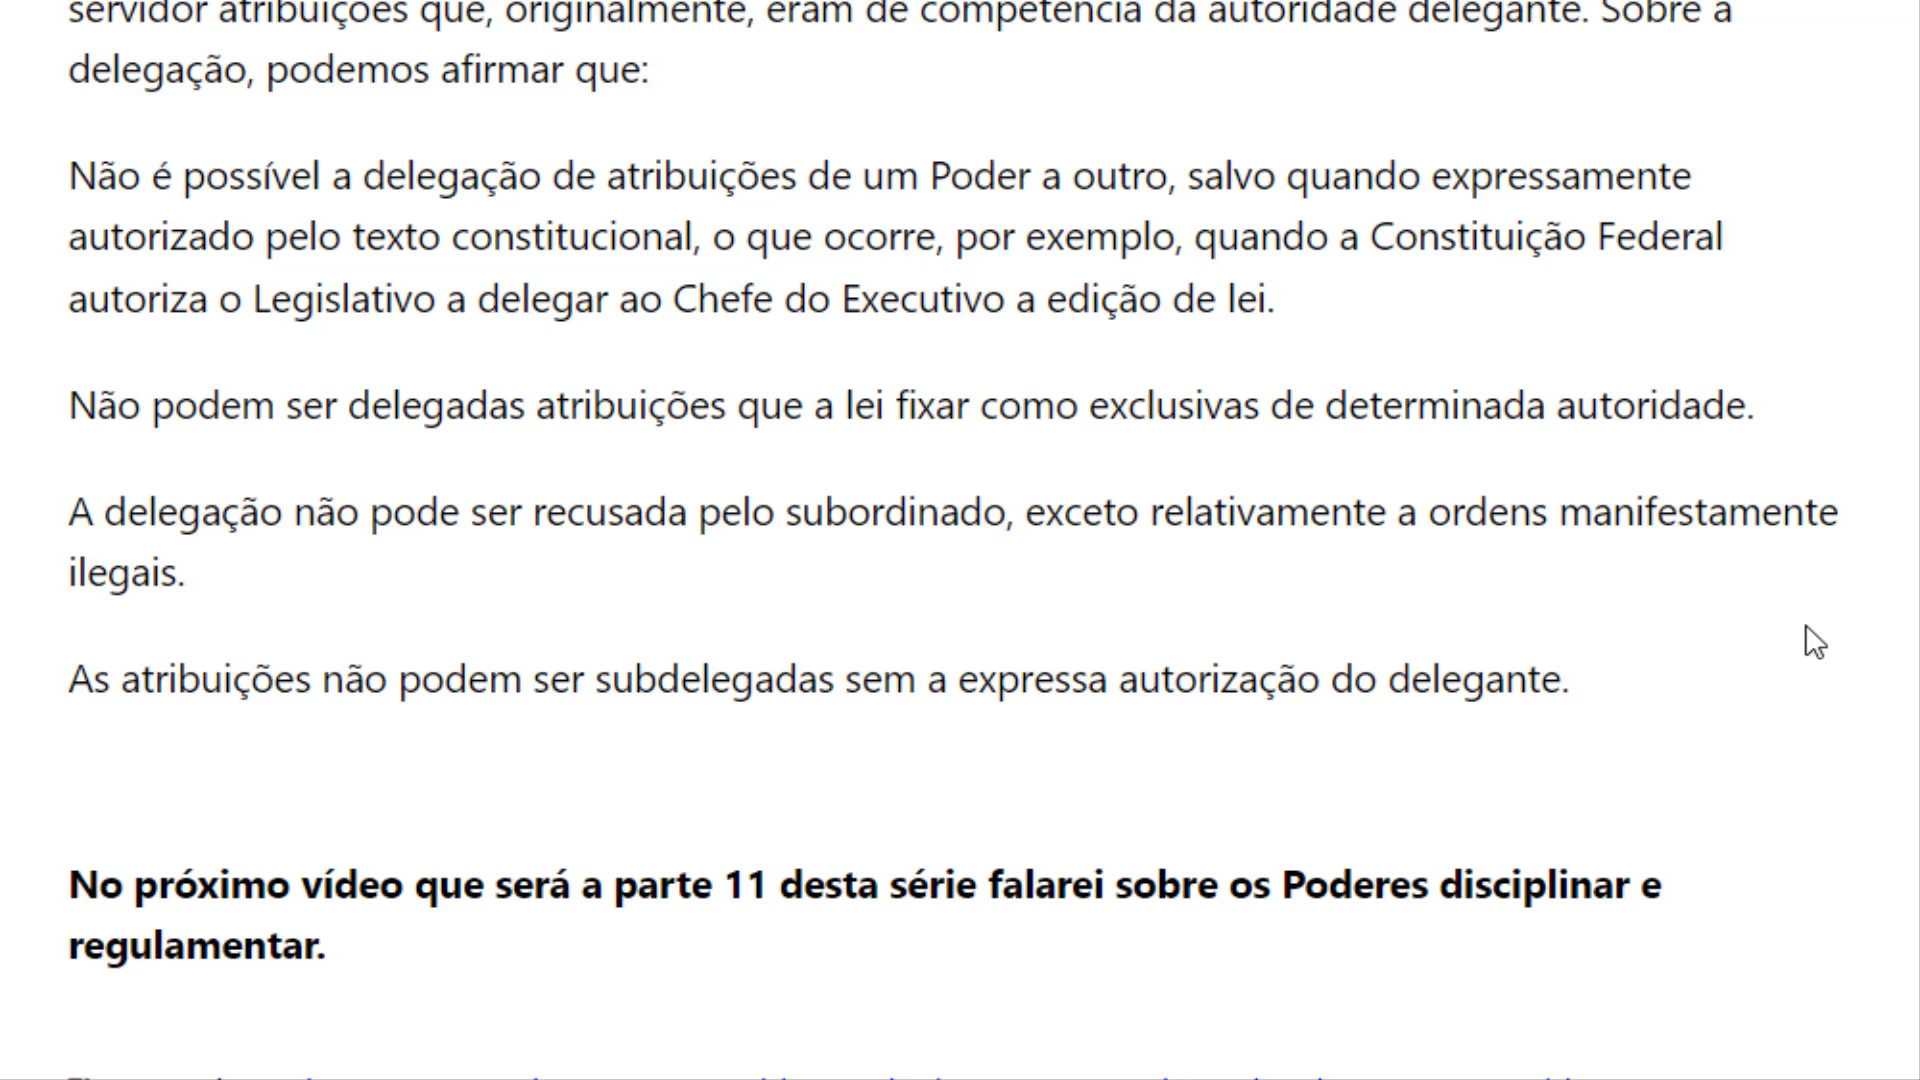 servidor atribuições que, originalmente, eram de competência da autoridade delegante. Sobre a
delegação, podemos afirmar que:
Não é possível a delegação de atribuições de um Poder a outro, salvo quando expressamente
autorizado pelo texto constitucional, o que ocorre, por exemplo, quando a Constituição Federal
autoriza o Legislativo a delegar ao Chefe do Executivo a edição de lei.
Não podem ser delegadas atribuições que a lei fixar como exclusivas de determinada autoridade.
A delegação não pode ser recusada pelo subordinado, exceto relativamente a ordens manifestamente
ilegais.
As atribuições não podem ser subdelegadas sem a expressa autorização do delegante.
No próximo vídeo que será a parte 11 desta série falarei sobre os Poderes disciplinar e
regulamentar.